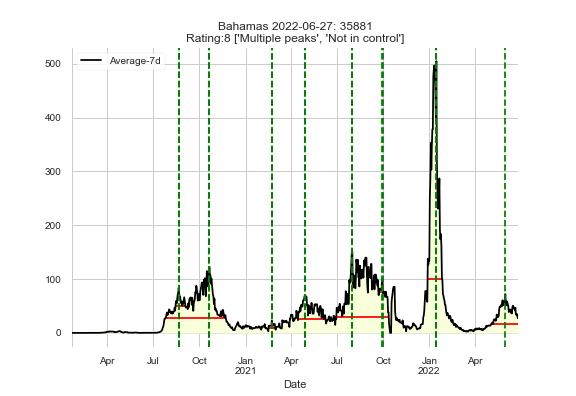 Bahamas 2022-06-27: 35881
Rating:8 ['Multiple peaks', 'Not in control']
Average-7d
500
400
300
200
100
0
Apr Jul Oct Jan Apr Jul Oct Jan Apr
2021 2022
Date